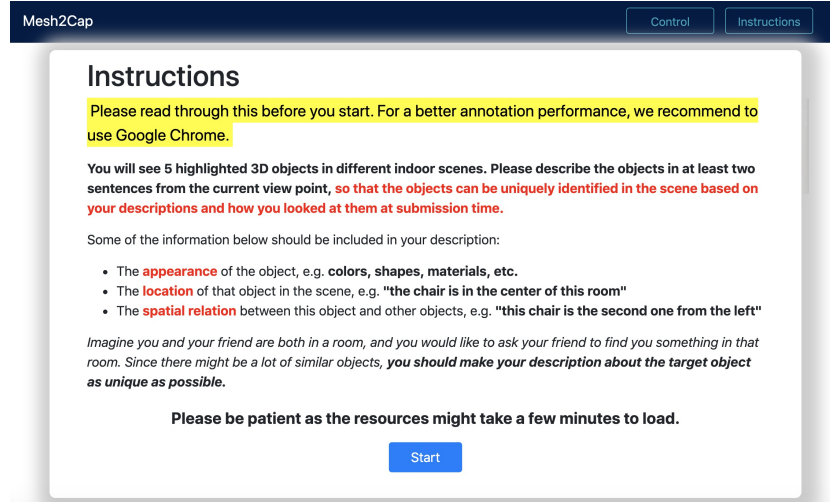 Mesh2Cap
Control
Instructions
Instructions
Please read through this before you start. For a better annotation performance, we recommend to
use Google Chrome.
You will see 5 highlighted 3D objects in different indoor scenes. Please describe the objects in at least two
sentences from the current view point, so that the objects can be uniquely identified in the scene based on
your descriptions and how you looked at them at submission time.
Some of the information below should be included in your description:
• The appearance of the object, e.g. colors, shapes, materials, etc.
• The location of that object in the scene, e.g. "the chair is in the center of this room"
• The spatial relation between this object and other objects, e.g. "this chair is the second one from the left"
Imagine you and your friend are both in a room, and you would like to ask your friend to find you something in that
room. Since there might be a lot of similar objects, you should make your description about the target object
as unique as possible.
Please be patient as the resources might take a few minutes to load.
Start